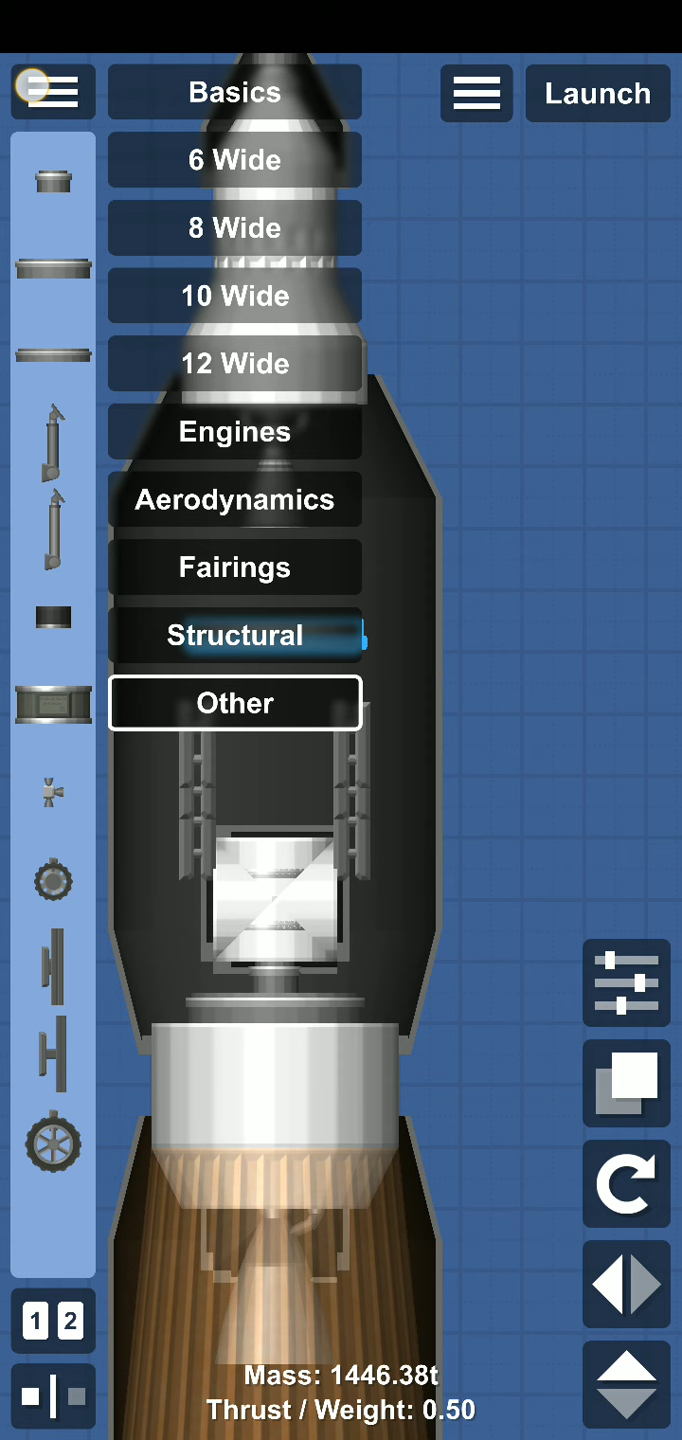 Basics
Launch
6 Wide
8 Wide
10 Wide
12 Wide
Engines
Aerodynamics
Fairings
Structural
Other
1 2
Mass: 1446.38t
Thrust / Weight: 0.50